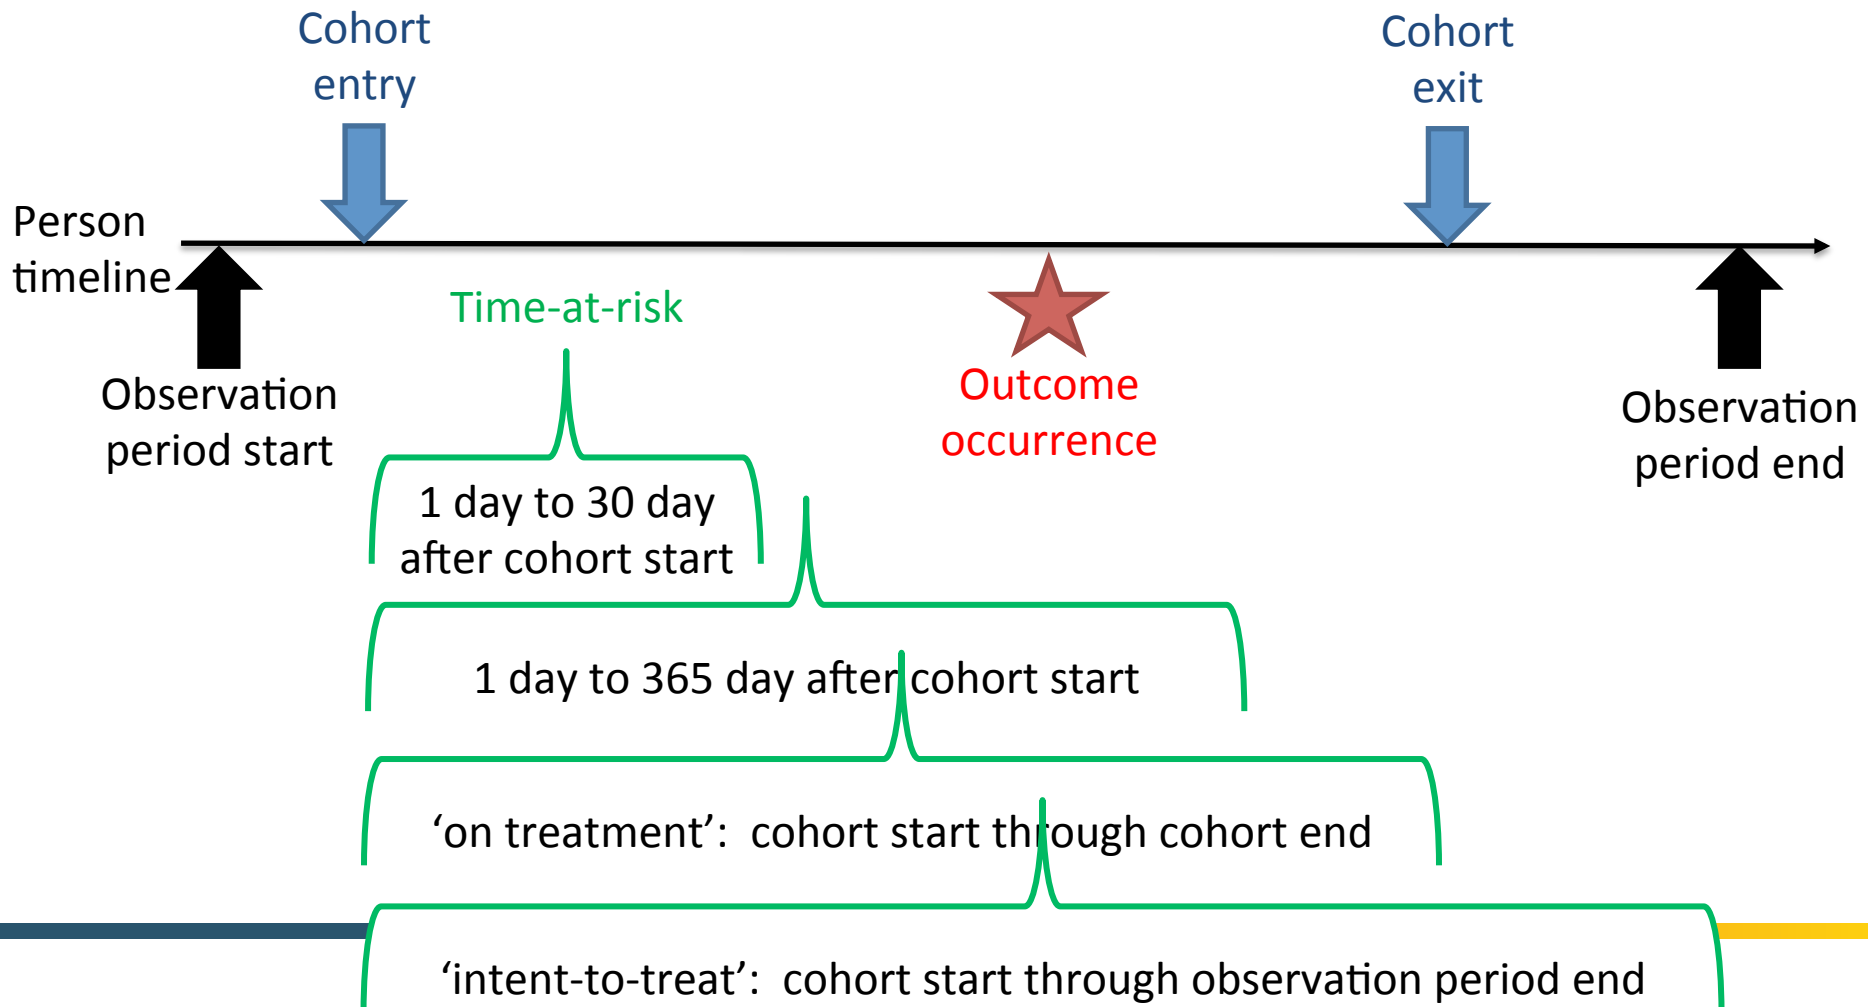 Cohort
entry
Cohort
exit
Person
timeline
Time-at-risk
Observation
period start
Outcome
occurrence
Observation
period end
1 day to 30 day
after cohort start
1 day to 365 day after cohort start
‘on treatment’: cohort start through cohort end
‘intent-to-treat’: cohort start through observation period end